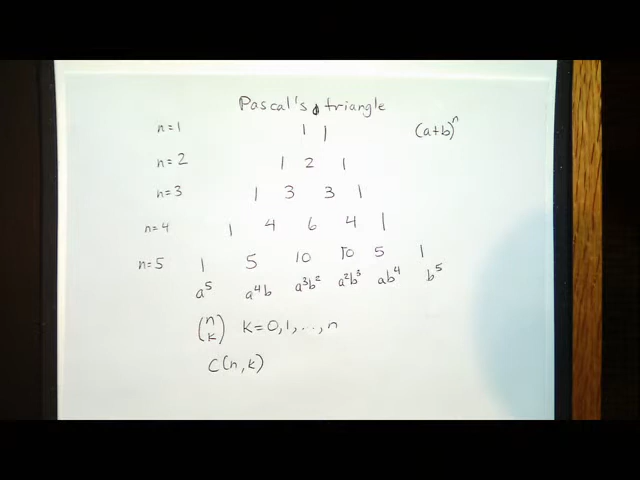 Pascal's triangle
n=1 1 1 (a+b)^n
n=2 1 2 1
n=3 1 3 3 1
n=4 1 4 6 4 1
n=5 1 5 10 10 5 1
a^5 a^4b a^3b^2 a^2b^3 ab^4 b^5
(n k) k=0,1,...,n
C(n,k)